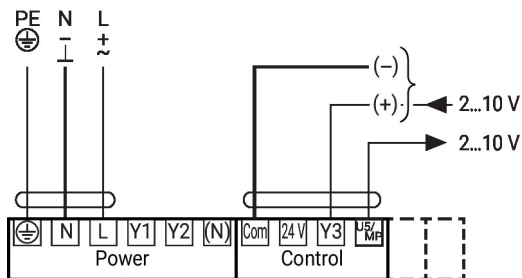 PE N L
– +
~
(–)
(+) 2...10 V
2...10 V
N L Y1 Y2 (N) Com 24 V Y3 U5/MP
Power Control